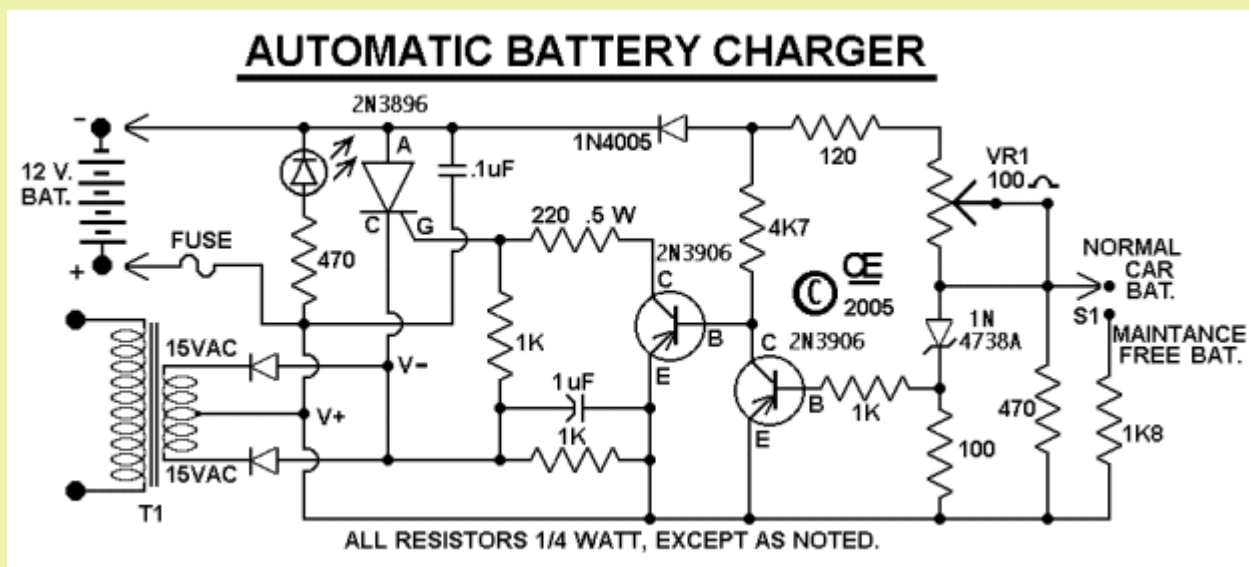 AUTOMATIC BATTERY CHARGER
2N3896
-
12 V.
BAT.
+
FUSE
A
C
G
.1uF
1N4005
120
VR1
100
470
220 .5 W
2N3906
4K7
C
B
E
1K
© Œ
2005
NORMAL
CAR
BAT.
S1
MAINTANCE
FREE BAT.
1N
4738A
2N3906
C
B
E
1K
15VAC
V-
V+
15VAC
1uF
1K
100
470
1K8
T1
ALL RESISTORS 1/4 WATT, EXCEPT AS NOTED.